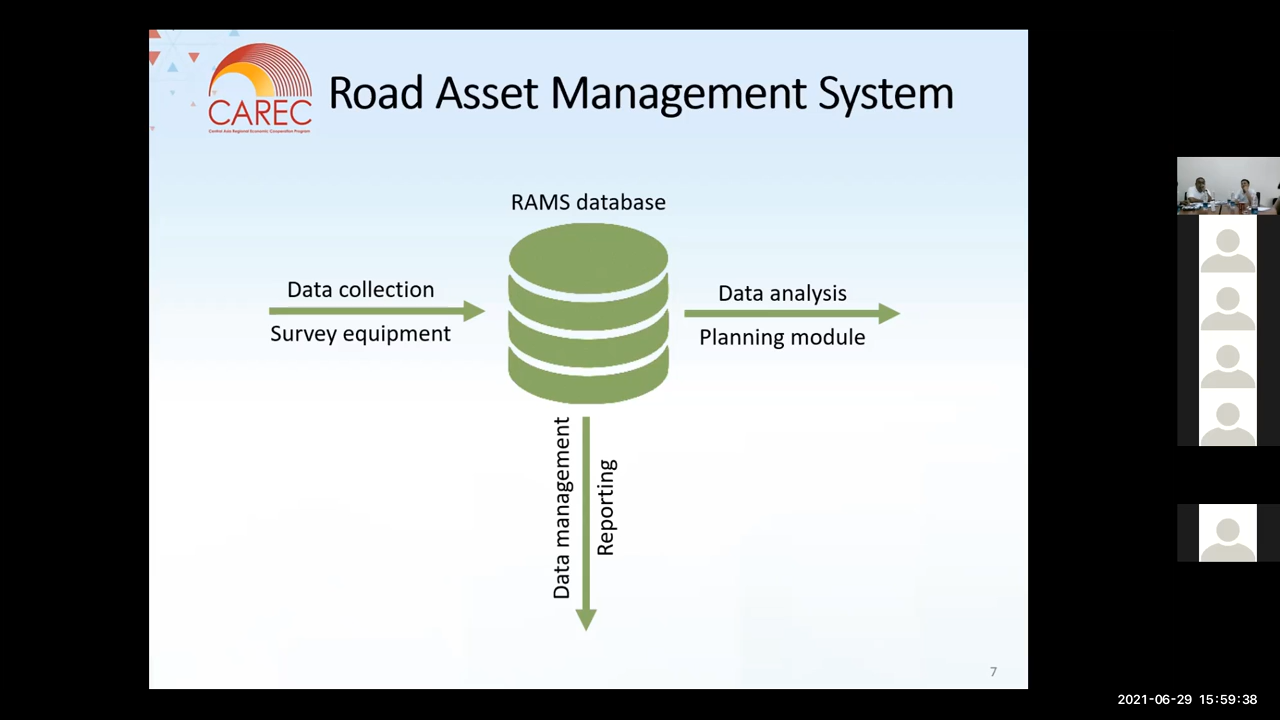 CAREC
Central Asia Regional Economic Cooperation Program
Road Asset Management System
RAMS database
Data collection
Survey equipment
Data analysis
Planning module
Data management
Reporting
7
2021-06-29 15:59:38